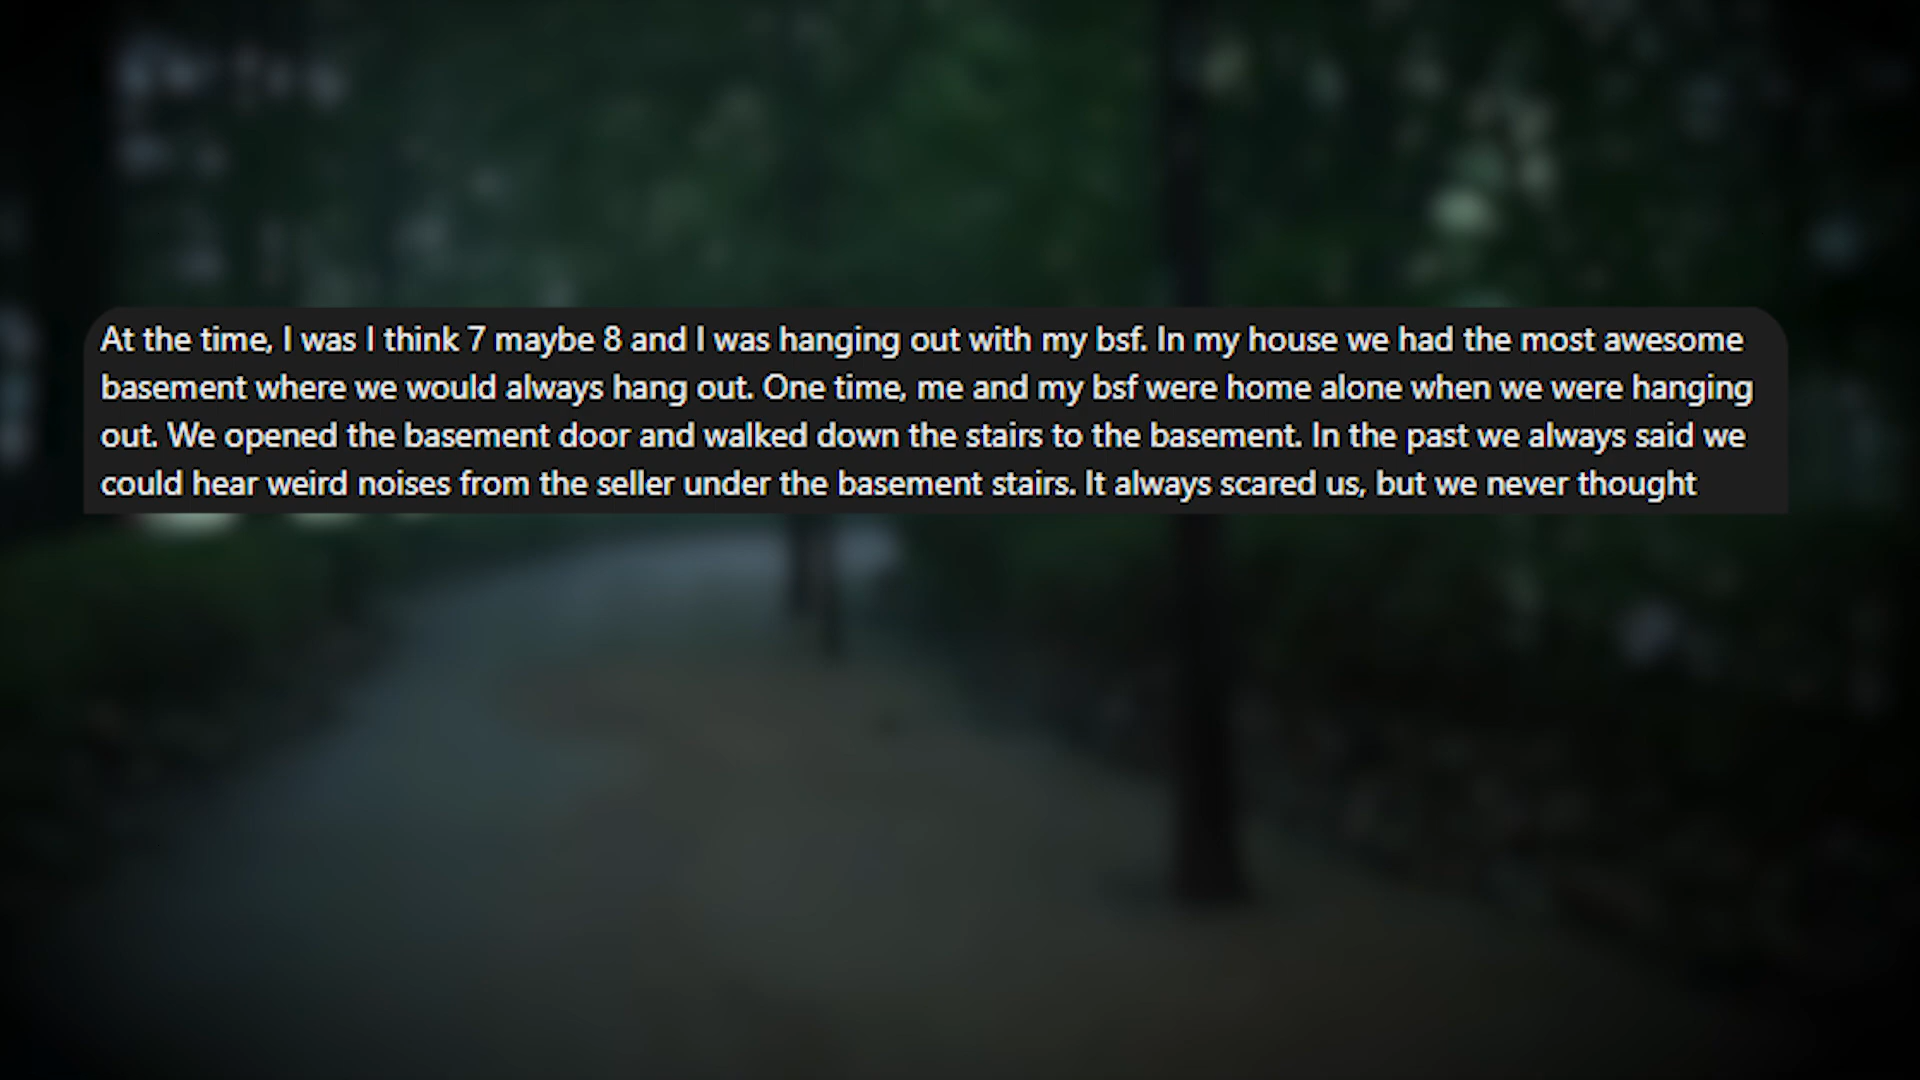 At the time, I was I think 7 maybe 8 and I was hanging out with my bsf. In my house we had the most awesome
basement where we would always hang out. One time, me and my bsf were home alone when we were hanging
out. We opened the basement door and walked down the stairs to the basement. In the past we always said we
could hear weird noises from the seller under the basement stairs. It always scared us, but we never thought